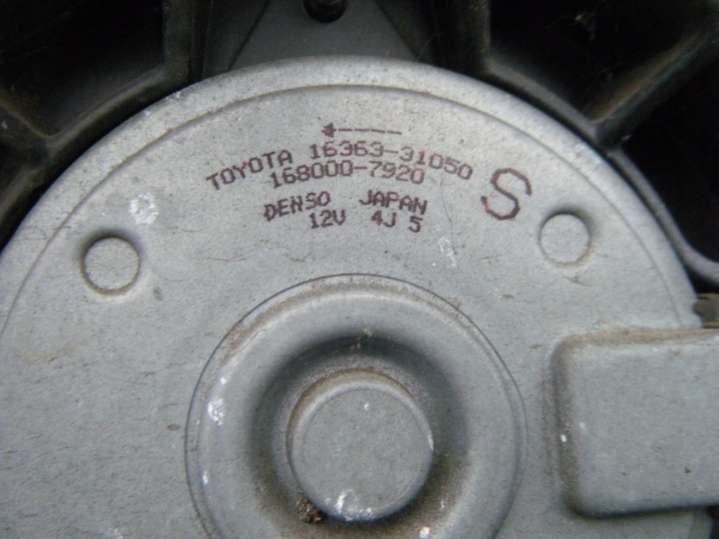 TOYOTA 16363-31050
168000-7920
S
DENSO JAPAN
12V 4J 5